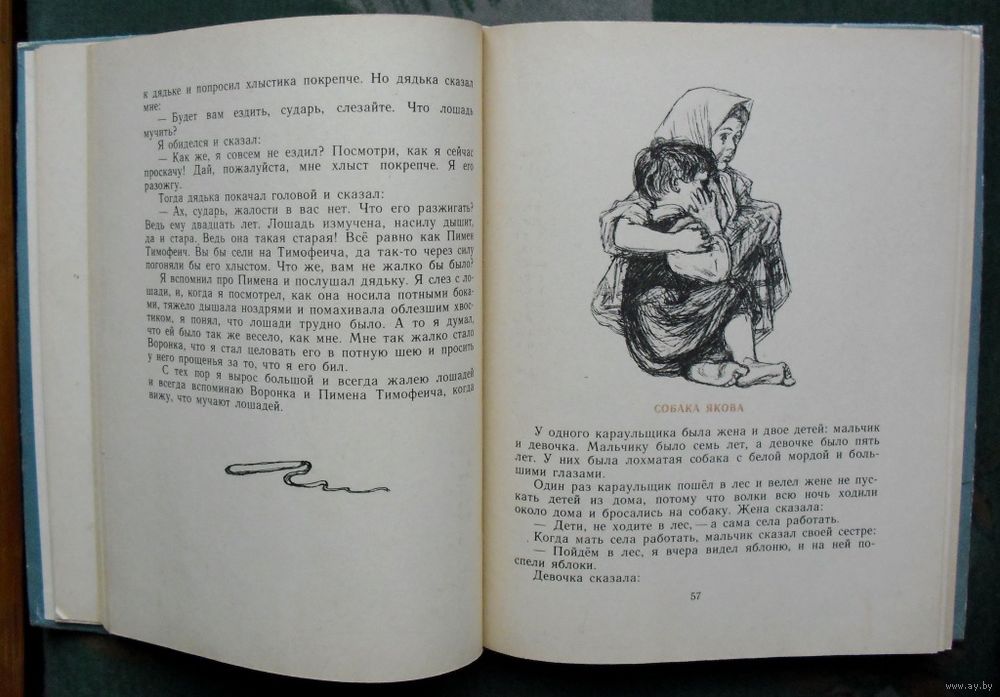 к дядьке и попросил хлыстика покрепче. Но дядька сказал
мне:
— Будет вам ездить, сударь, слезайте. Что лошадь
мучить?
Я обиделся и сказал:
— Как же, я совсем не ездил? Посмотри, как я сейчас
проскачу! Дай, пожалуйста, мне хлыст покрепче. Я его
разожгу.
Тогда дядька покачал головой и сказал:
— Ах, сударь, жалости в вас нет. Что его разжигать?
Ведь ему двадцать лет. Лошадь измучена, насилу дышит,
да и стара. Ведь она такая старая! Всё равно как Пимен
Тимофеич. Вы бы сели на Тимофеича, да так-то через силу
погоняли бы его хлыстом. Что же, вам не жалко бы было?
Я вспомнил про Пимена и послушал дядьку. Я слез с ло-
шади, и, когда я посмотрел, как она носила потными бока-
ми, тяжело дышала ноздрями и помахивала облезшим хвос-
тиком, я понял, что лошади трудно было. А то я думал,
что ей было так же весело, как мне. Мне так жалко стало
Воронка, что я стал целовать его в потную шею и просить
у него прощенья за то, что я его бил.
С тех пор я вырос большой и всегда жалею лошадей
и всегда вспоминаю Воронка и Пимена Тимофеича, когда
вижу, что мучают лошадей.
СОБАКА ЯКОВА
У одного караульщика была жена и двое детей: мальчик
и девочка. Мальчику было семь лет, а девочке было пять
лет. У них была лохматая собака с белой мордой и боль-
шими глазами.
Один раз караульщик пошёл в лес и велел жене не пус-
кать детей из дома, потому что волки всю ночь ходили
около дома и бросались на собаку. Жена сказала:
— Дети, не ходите в лес, — а сама села работать.
Когда мать села работать, мальчик сказал своей сестре:
— Пойдём в лес, я вчера видел яблоню, и на ней по-
спели яблоки.
Девочка сказала:
57
www.ay.by